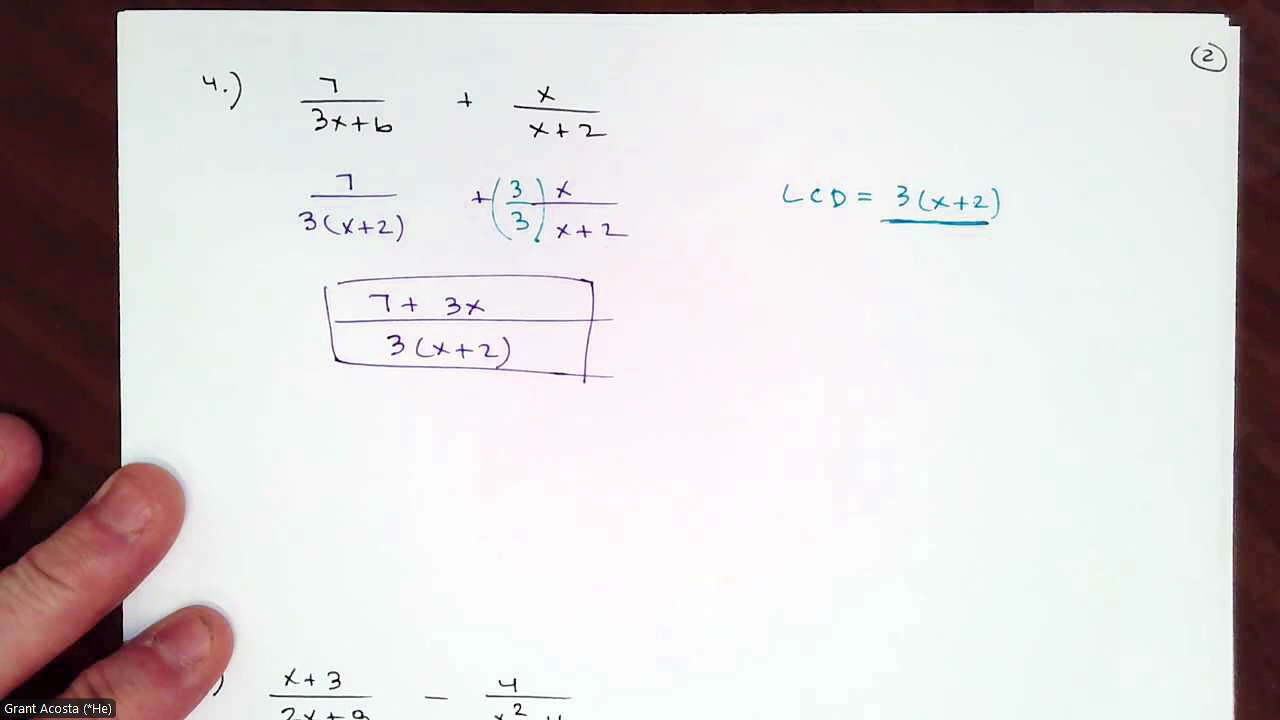 2
4.) 7/(3x+6) + x/(x+2)
7/(3(x+2)) + (3/3) x/(x+2) LCD = 3(x+2)
(7 + 3x)/(3(x+2))
) (x+3)/ − 4/
Grant Acosta (*He)